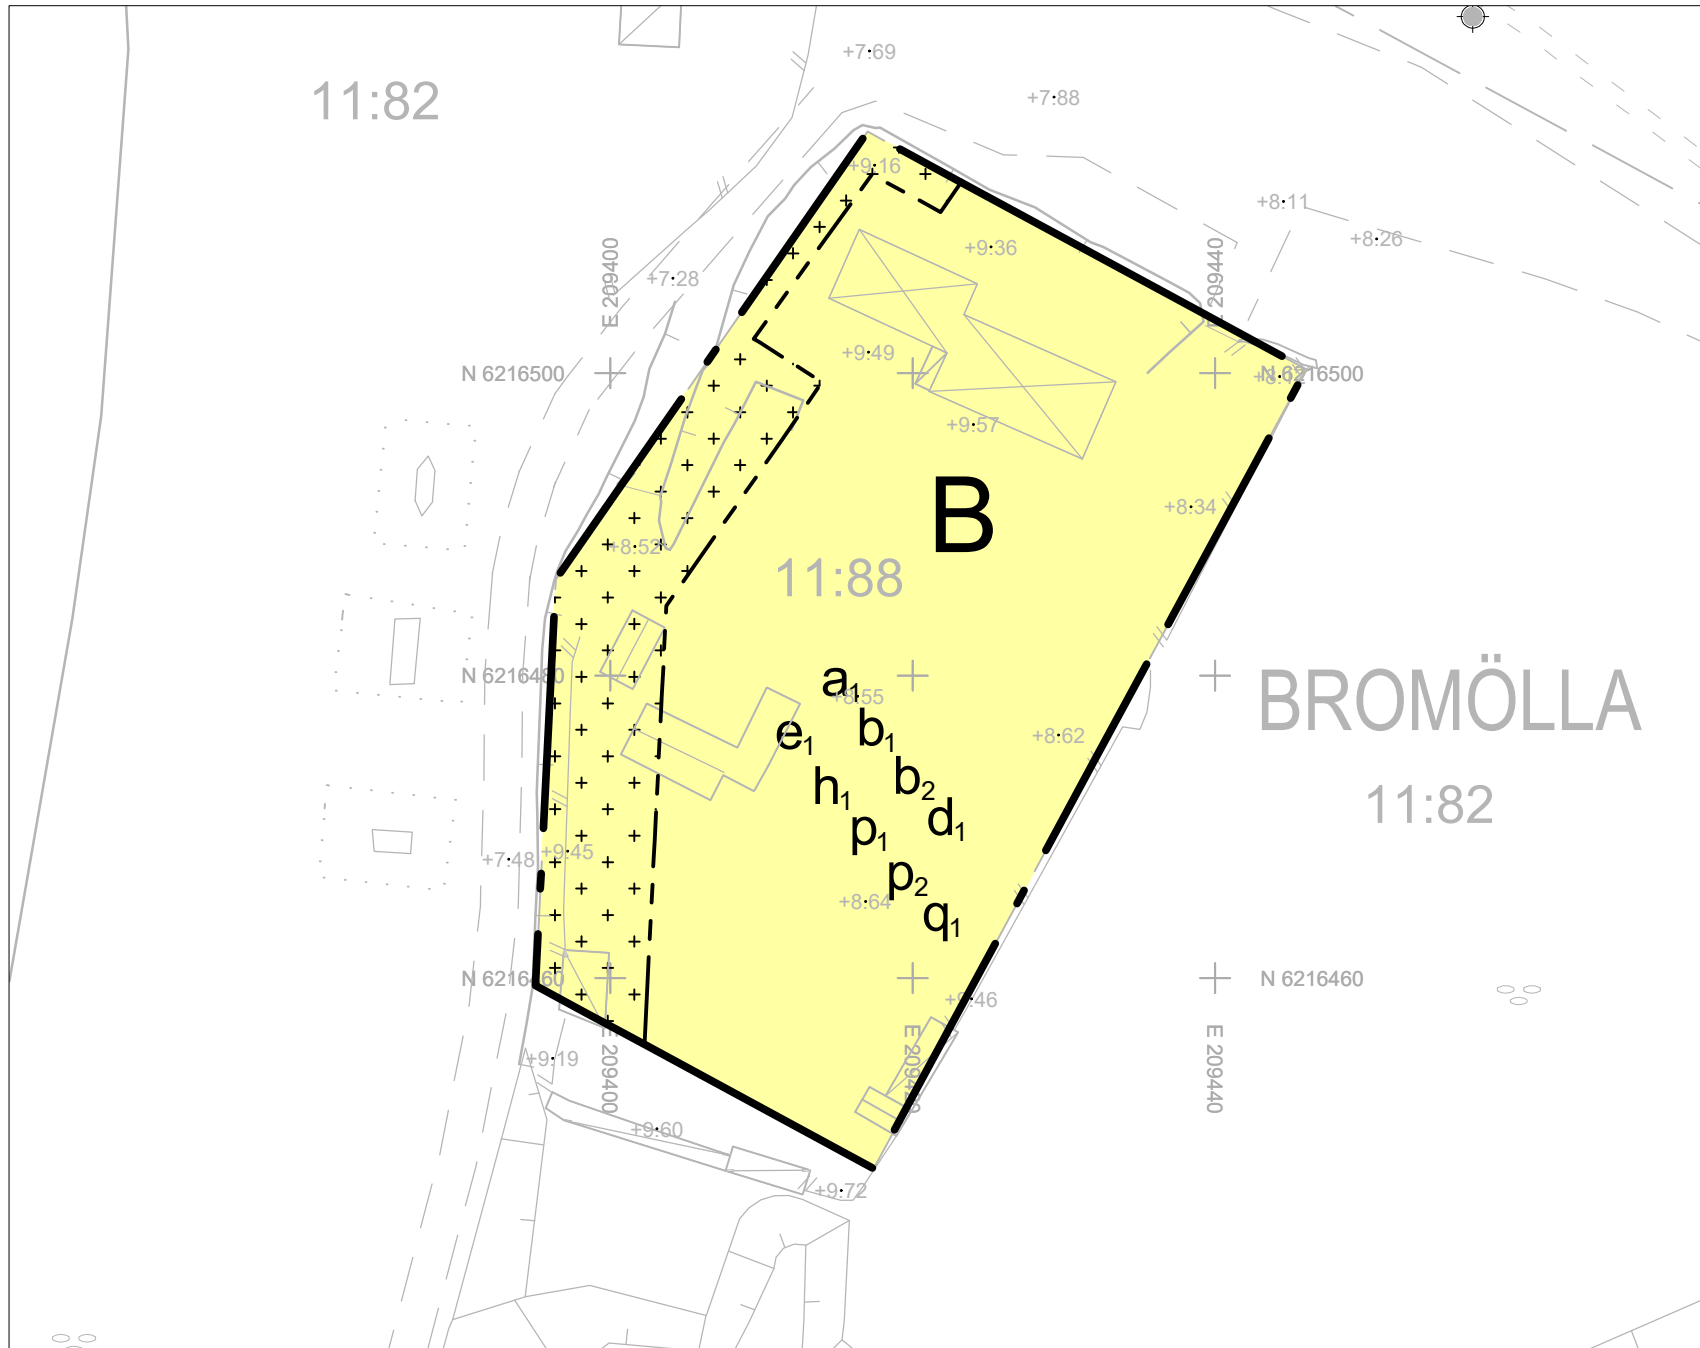 +7.69
+7.88
11:82
+9.16
+8.11
+8.26
+9.36
E 209400
E 209440
+7.28
+9.49
N 6216500
N 6216500
+9.57
B
+8.34
+8.52
11:88
N 6216480
a1
+8.55
BROMÖLLA
e1
b1
+8.62
h1
b2
11:82
p1
d1
+7.48
+9.45
p2
+8.64
q1
N 6216460
N 6216460
+9.46
E 209400
E 209420
E 209440
+9.19
+9.60
+9.72